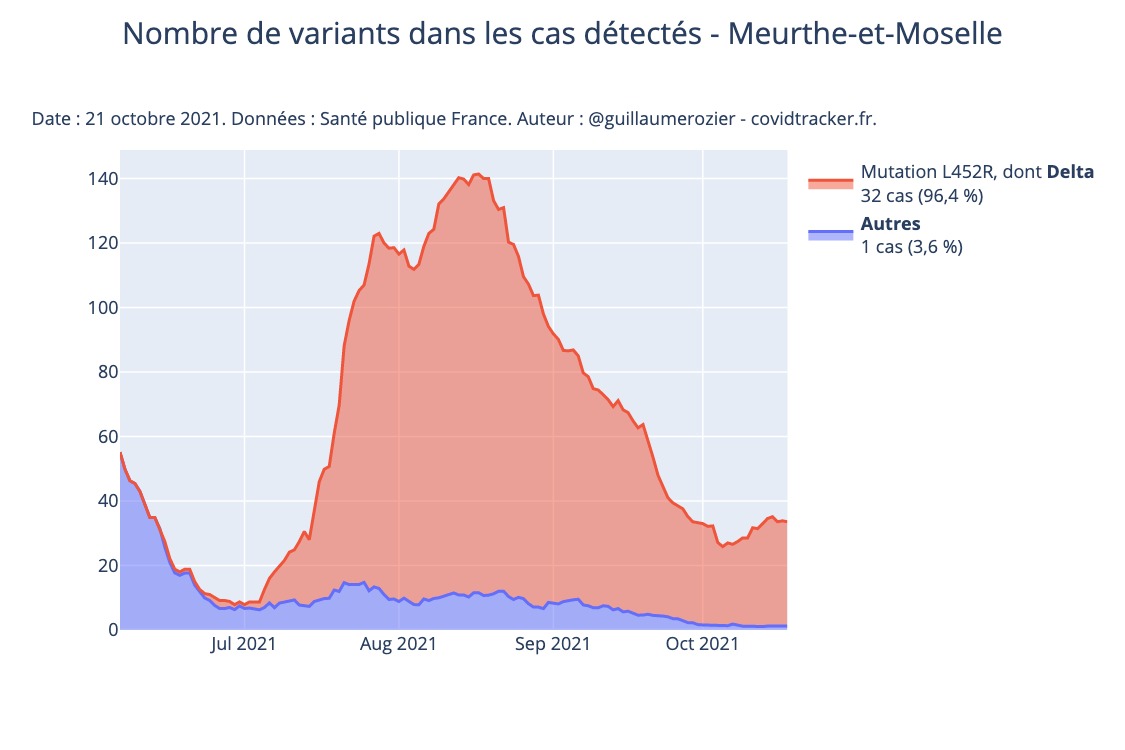 Nombre de variants dans les cas détectés - Meurthe-et-Moselle
Date : 21 octobre 2021. Données : Santé publique France. Auteur : @guillaumerozier - covidtracker.fr.
Mutation L452R, dont Delta
32 cas (96,4 %)
Autres
1 cas (3,6 %)
140
120
100
80
60
40
20
0
Jul 2021
Aug 2021
Sep 2021
Oct 2021